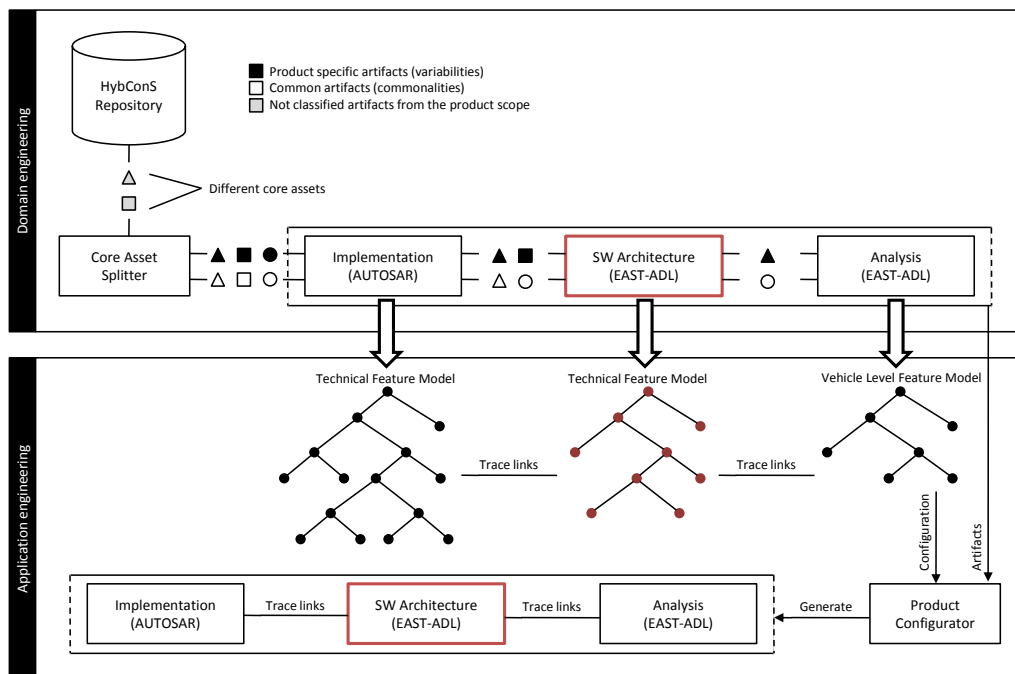 Domain engineering
HybConS
Repository
Product specific artifacts (variabilities)
Common artifacts (commonalities)
Not classified artifacts from the product scope
Different core assets
Core Asset
Splitter
Implementation
(AUTOSAR)
SW Architecture
(EAST-ADL)
Analysis
(EAST-ADL)
Application engineering
Technical Feature Model
Technical Feature Model
Vehicle Level Feature Model
Trace links
Trace links
Configuration
Artifacts
Implementation
(AUTOSAR)
Trace links
SW Architecture
(EAST-ADL)
Trace links
Analysis
(EAST-ADL)
Generate
Product
Configurator